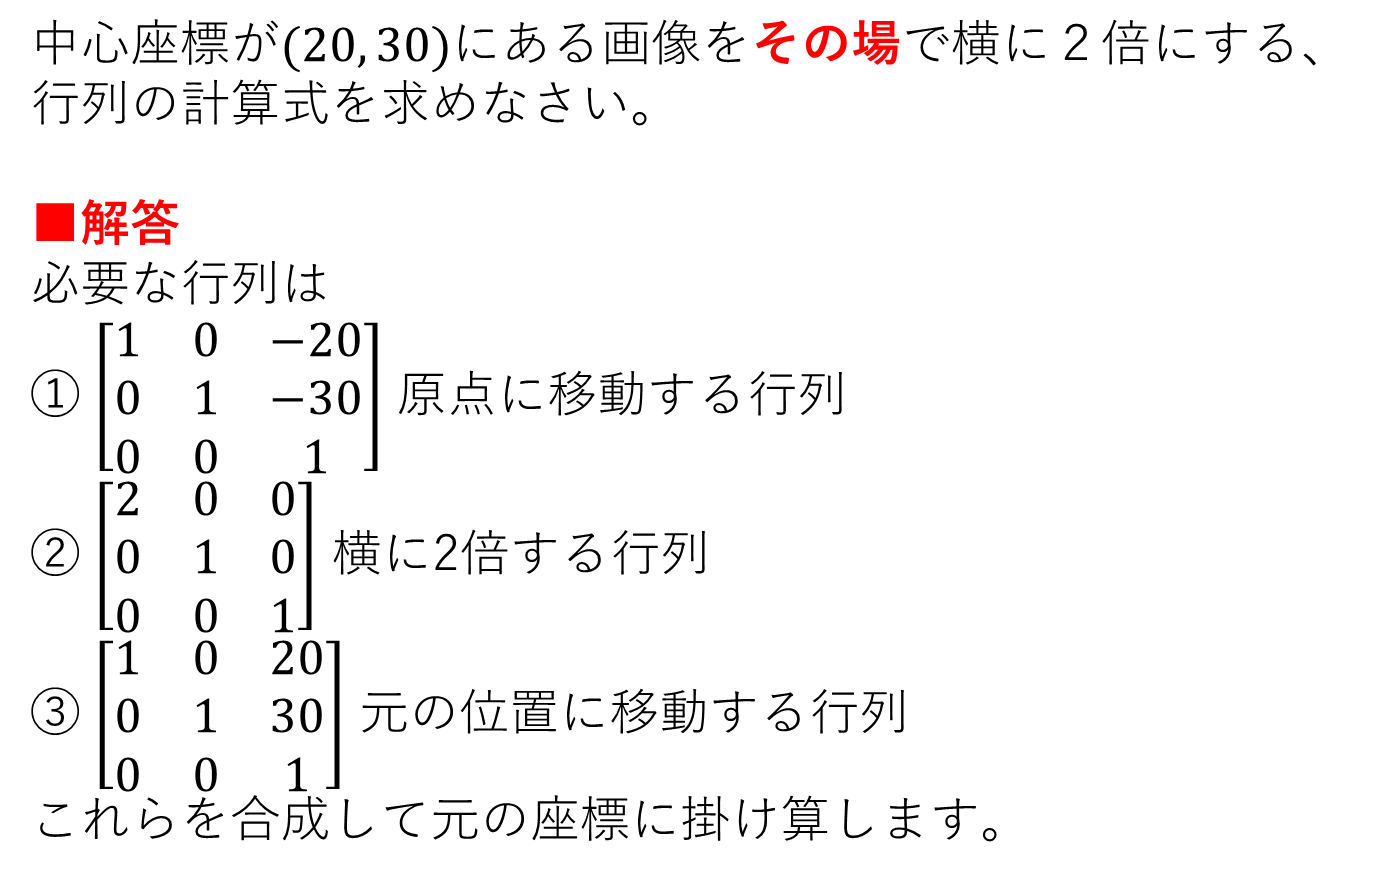 中心座標が(20,30)にある画像をその場で横に２倍にする、
行列の計算式を求めなさい。
■解答
必要な行列は
① [1 0 −20
0 1 −30
0 0 1] 原点に移動する行列
② [2 0 0
0 1 0
0 0 1] 横に2倍する行列
③ [1 0 20
0 1 30
0 0 1] 元の位置に移動する行列
これらを合成して元の座標に掛け算します。